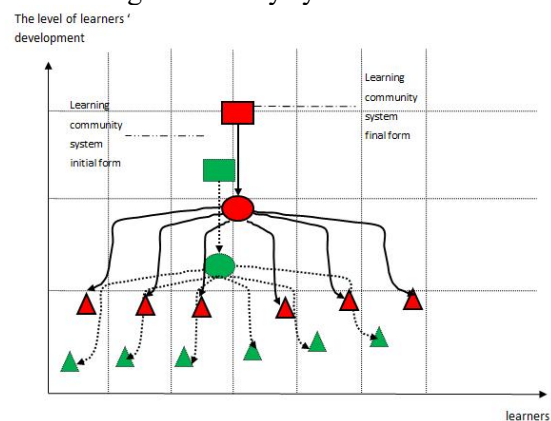 The level of learners '
development
Learning
community
system
final form
Learning
community
system
initial form
learners